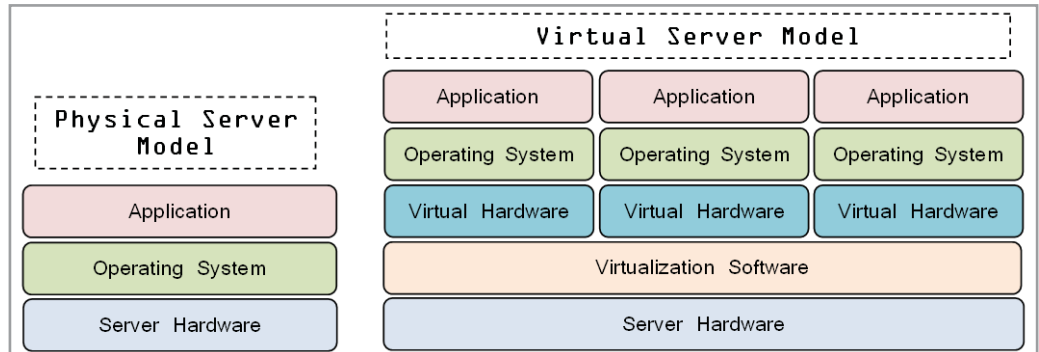 Physical Server
Model
Application
Operating System
Server Hardware
Virtual Server Model
Application Application Application
Operating System Operating System Operating System
Virtual Hardware Virtual Hardware Virtual Hardware
Virtualization Software
Server Hardware